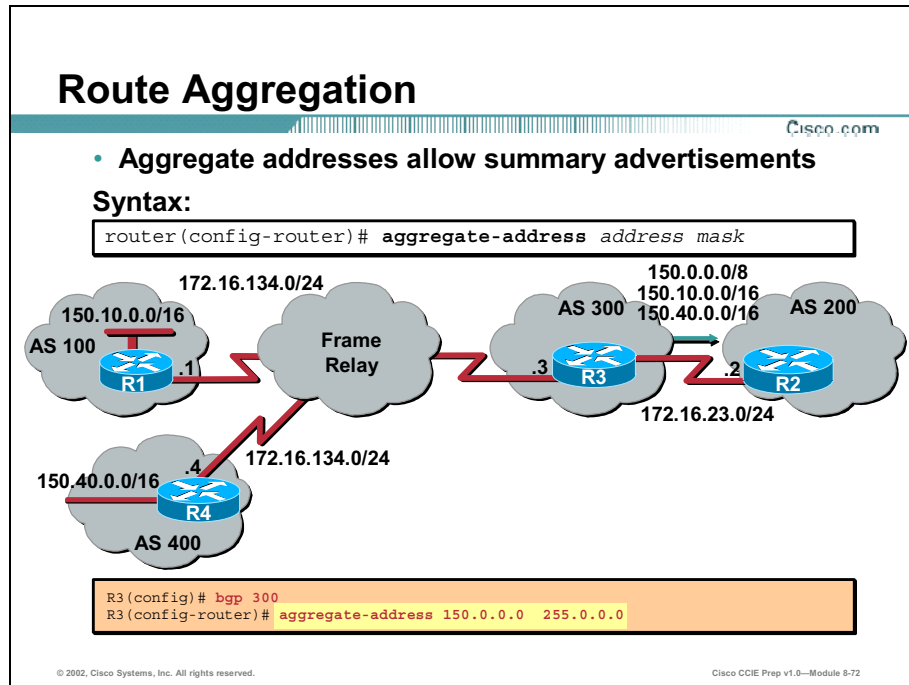 Route Aggregation
Cisco.com
• Aggregate addresses allow summary advertisements
Syntax:
router(config-router)# aggregate-address address mask
172.16.134.0/24
150.0.0.0/8
150.10.0.0/16
150.40.0.0/16
150.10.0.0/16
AS 100
R1
.1
Frame
Relay
AS 300
.3
R3
AS 200
.2
R2
172.16.23.0/24
172.16.134.0/24
150.40.0.0/16
.4
R4
AS 400
R3(config)# bgp 300
R3(config-router)# aggregate-address 150.0.0.0 255.0.0.0
© 2002, Cisco Systems, Inc. All rights reserved.
Cisco CCIE Prep v1.0—Module 8-72